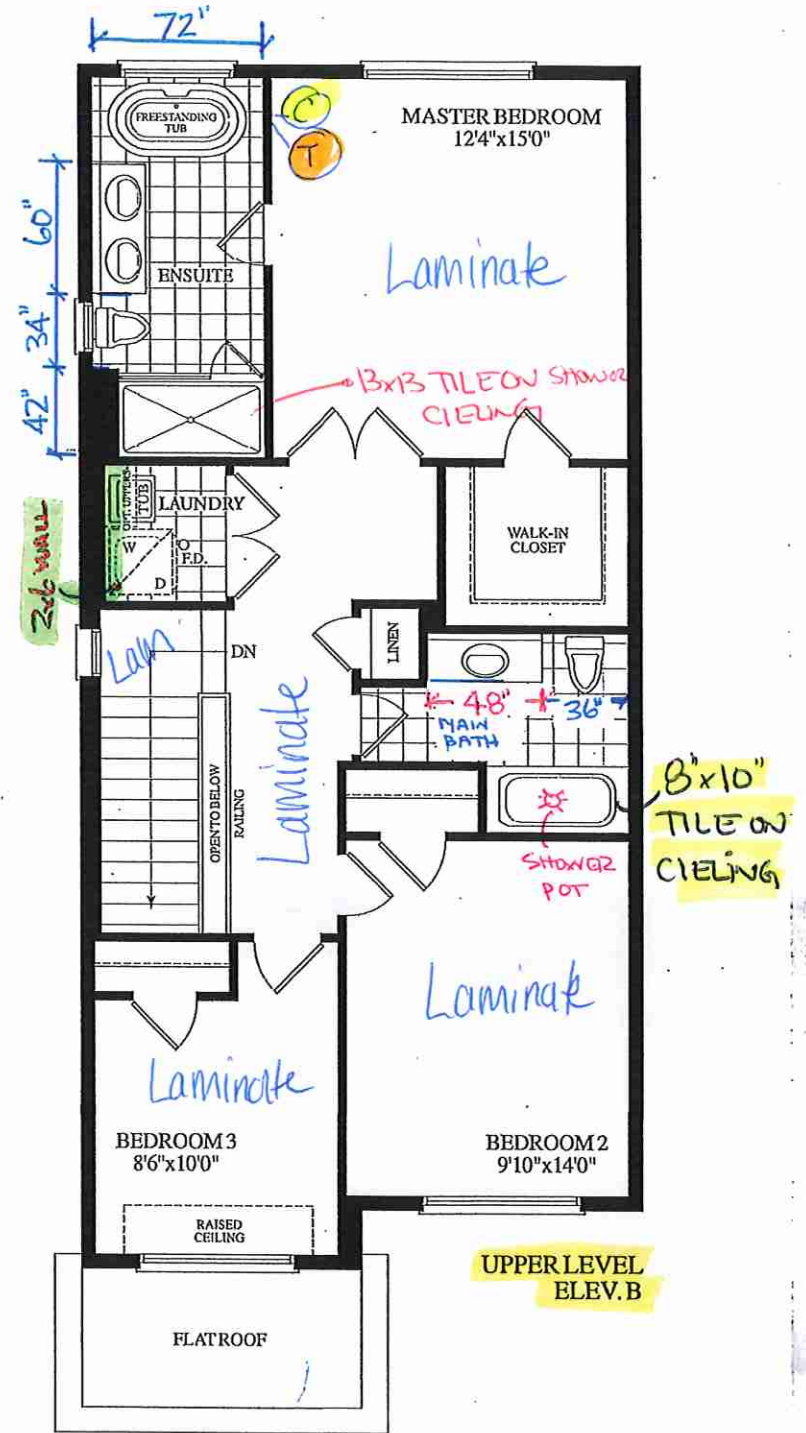 72"
FREESTANDING
TUB
C
T
MASTER BEDROOM
12'4"x15'0"
60"
ENSUITE
Laminate
34"
42"
13x13 TILE ON SHOWER
CIELING
OPT. UPPERS
TUB
LAUNDRY
W
D
F.D.
2x6 WALL
WALK-IN
CLOSET
Lam
DN
LINEN
Laminate
48"
36"
MAIN
BATH
OPEN TO BELOW
RAILING
8"x10"
TILE ON
CIELING
SHOWER
POT
Laminate
Laminate
BEDROOM 3
8'6"x10'0"
BEDROOM 2
9'10"x14'0"
RAISED
CEILING
UPPER LEVEL
ELEV. B
FLAT ROOF